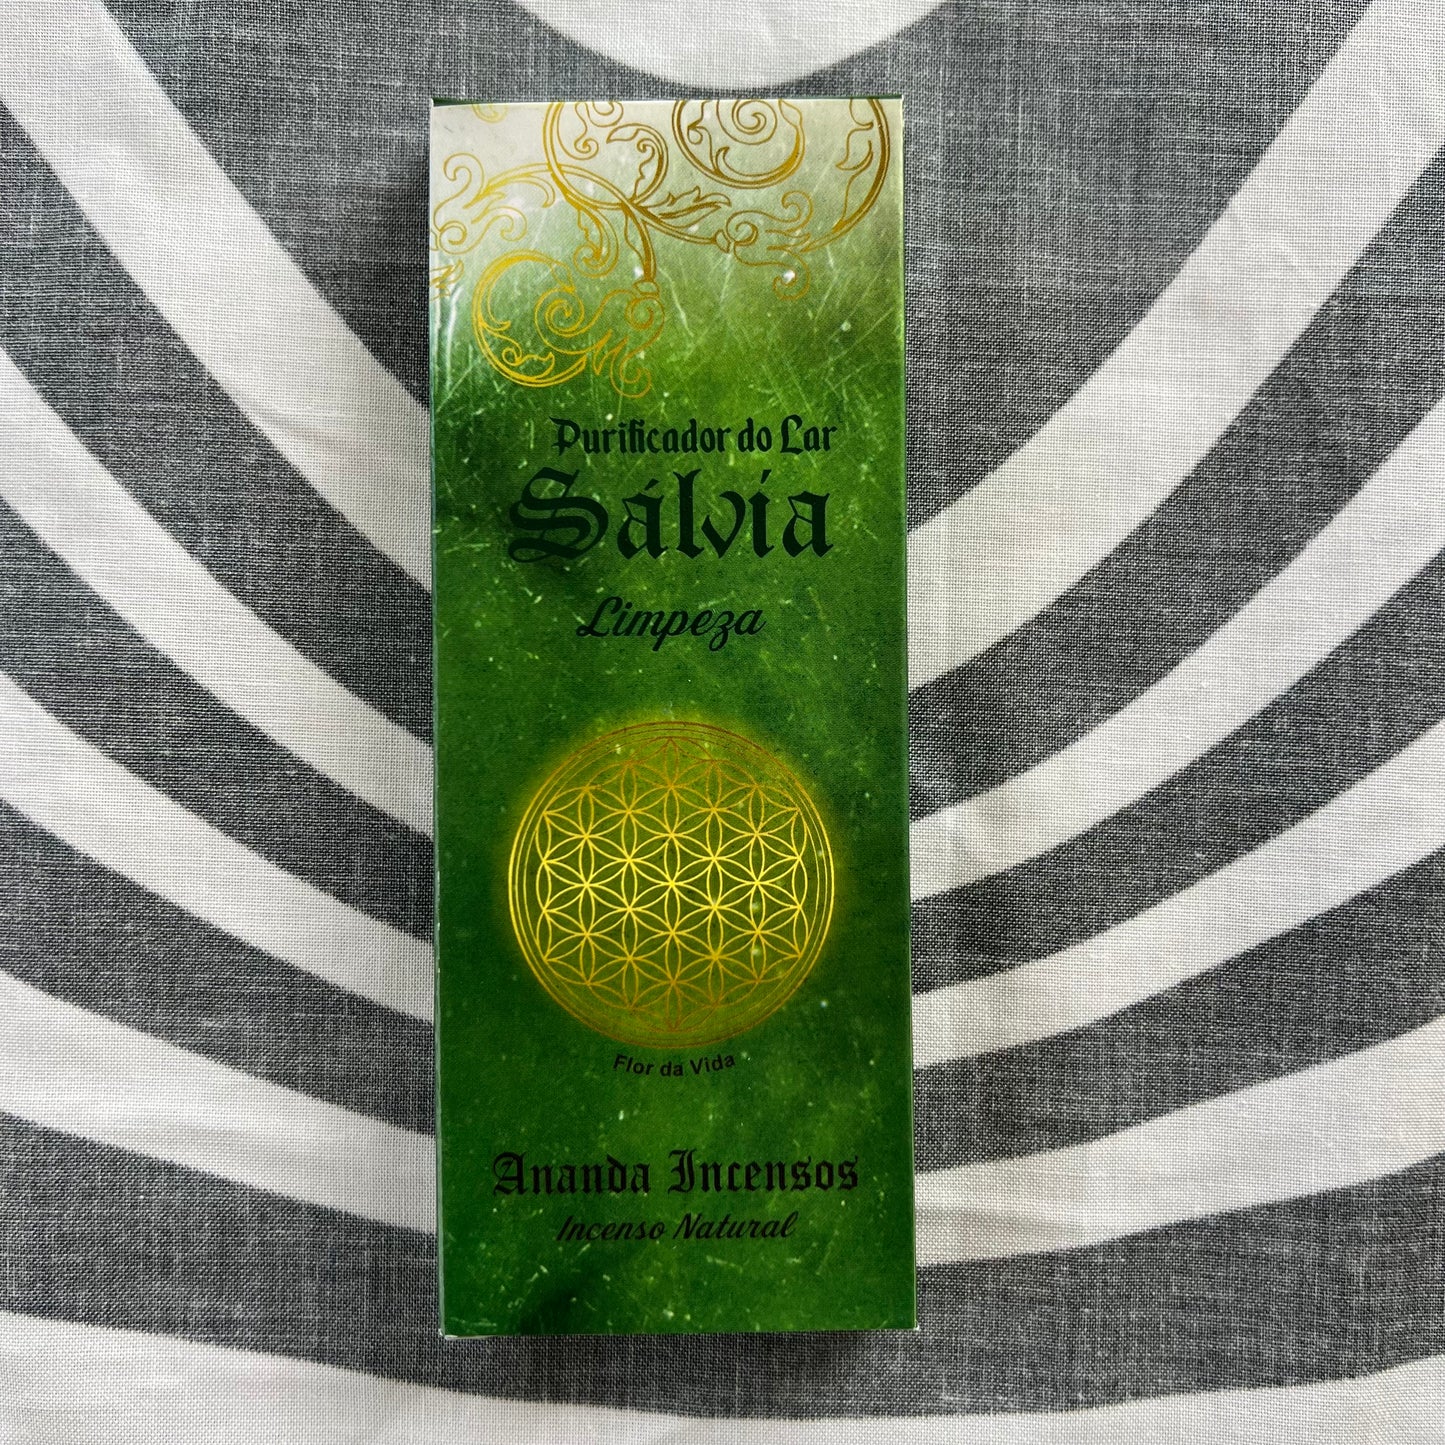 Purificador do Lar
Sálvia
Limpeza
Flor da Vida
Ananda Incensos
Incenso Natural